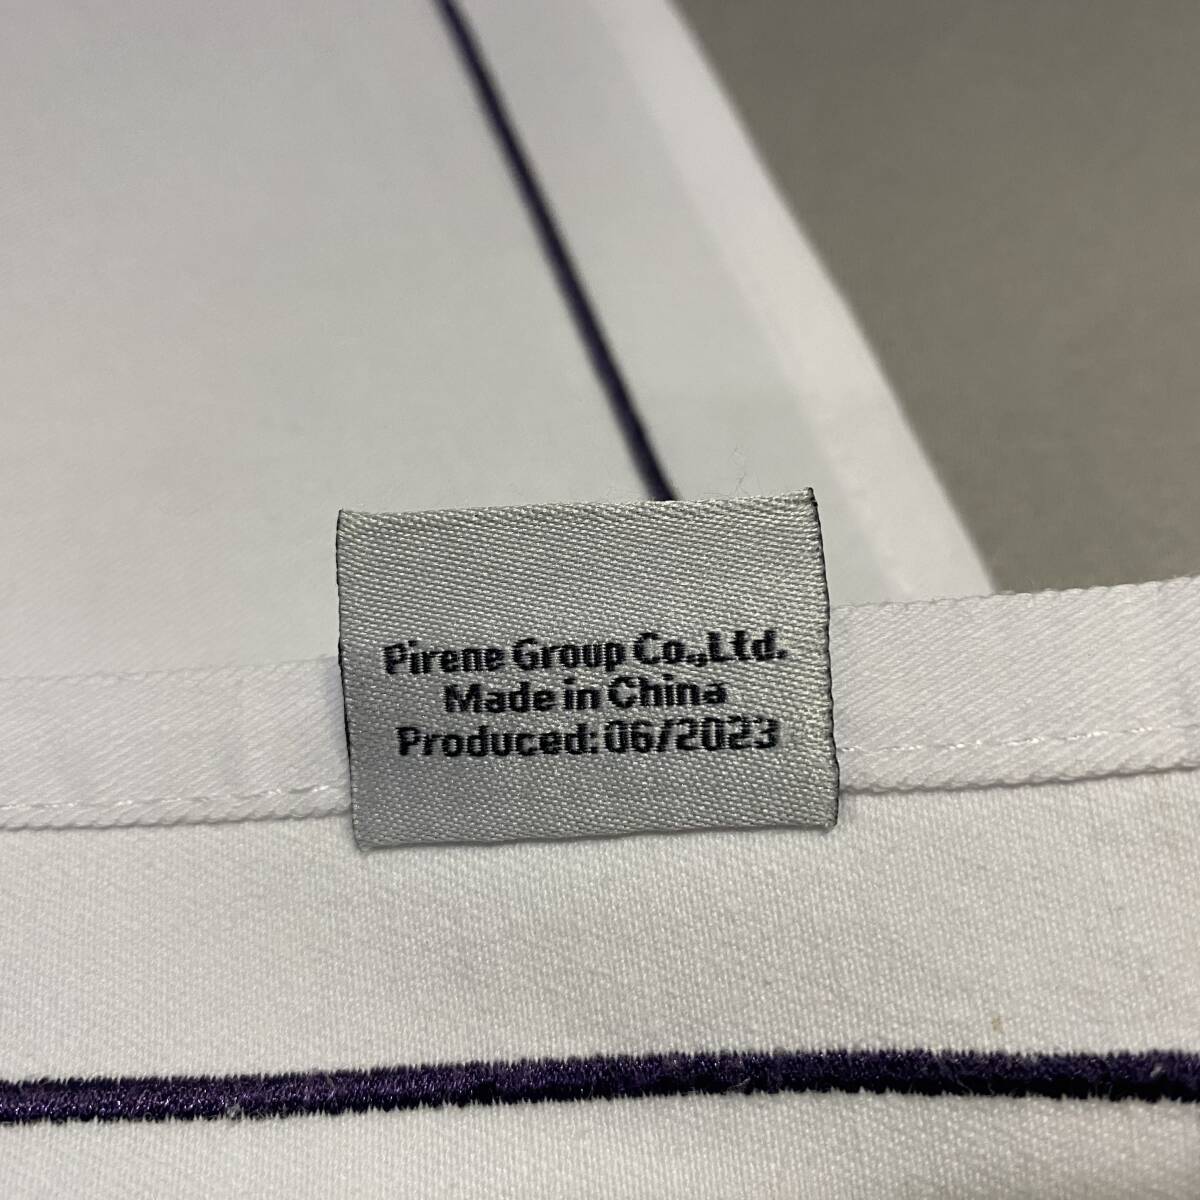 Pirene Group Co.,Ltd.
Made in China
Produced: 06/2023